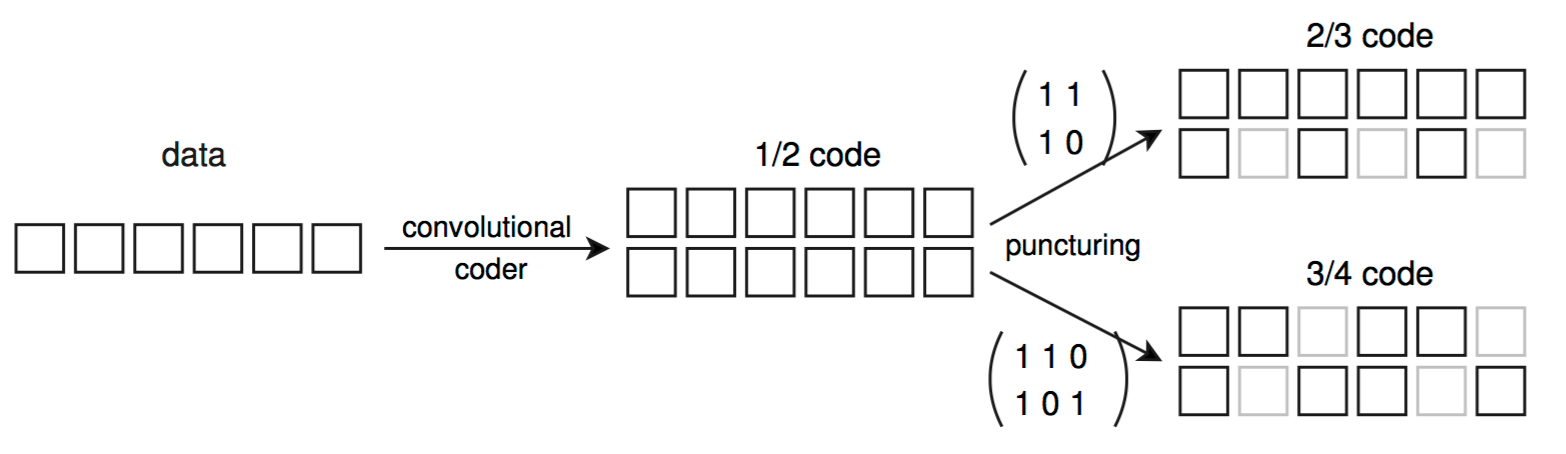 data
convolutional
coder
1/2 code
puncturing
1 1
1 0
2/3 code
1 1 0
1 0 1
3/4 code